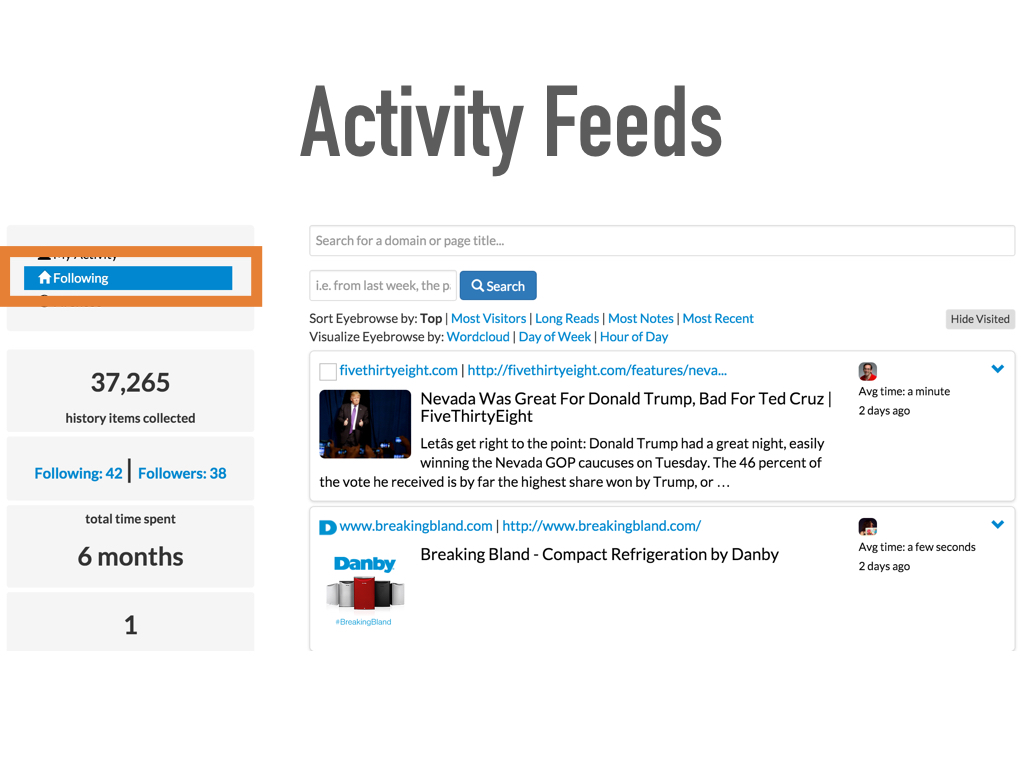 Activity Feeds
My Activity
Following
37,265
history items collected
Following: 42 | Followers: 38
total time spent
6 months
1
Search for a domain or page title...
i.e. from last week, the p
Search
Sort Eyebrowse by: Top | Most Visitors | Long Reads | Most Notes | Most Recent
Hide Visited
Visualize Eyebrowse by: Wordcloud | Day of Week | Hour of Day
fivethirtyeight.com | http://fivethirtyeight.com/features/neva...
Nevada Was Great For Donald Trump, Bad For Ted Cruz |
FiveThirtyEight
Letâs get right to the point: Donald Trump had a great night, easily
winning the Nevada GOP caucuses on Tuesday. The 46 percent of
the vote he received is by far the highest share won by Trump, or …
Avg time: a minute
2 days ago
www.breakingbland.com | http://www.breakingbland.com/
Breaking Bland - Compact Refrigeration by Danby
Danby
#BreakingBland
Avg time: a few seconds
2 days ago